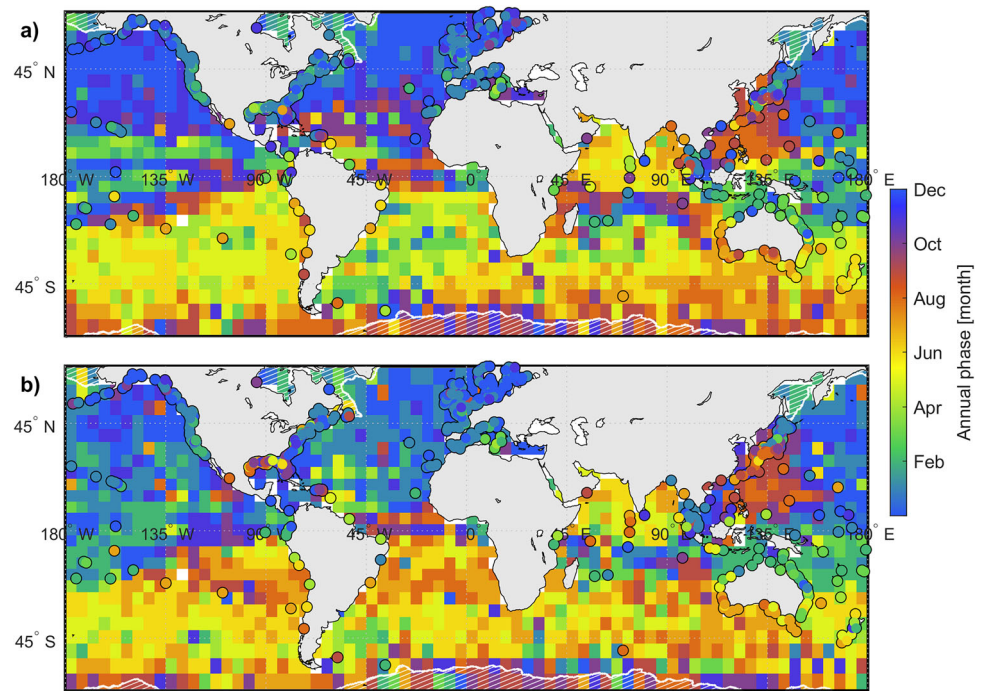 a)
45° N
180° W 135° W 90° W 45° W 0° E 45° E 90° E 135° E 180° E
45° S
Dec
Oct
Aug
Jun
Apr
Feb
Annual phase [month]
b)
45° N
180° W 135° W 90° W 45° W 0° E 45° E 90° E 135° E 180° E
45° S